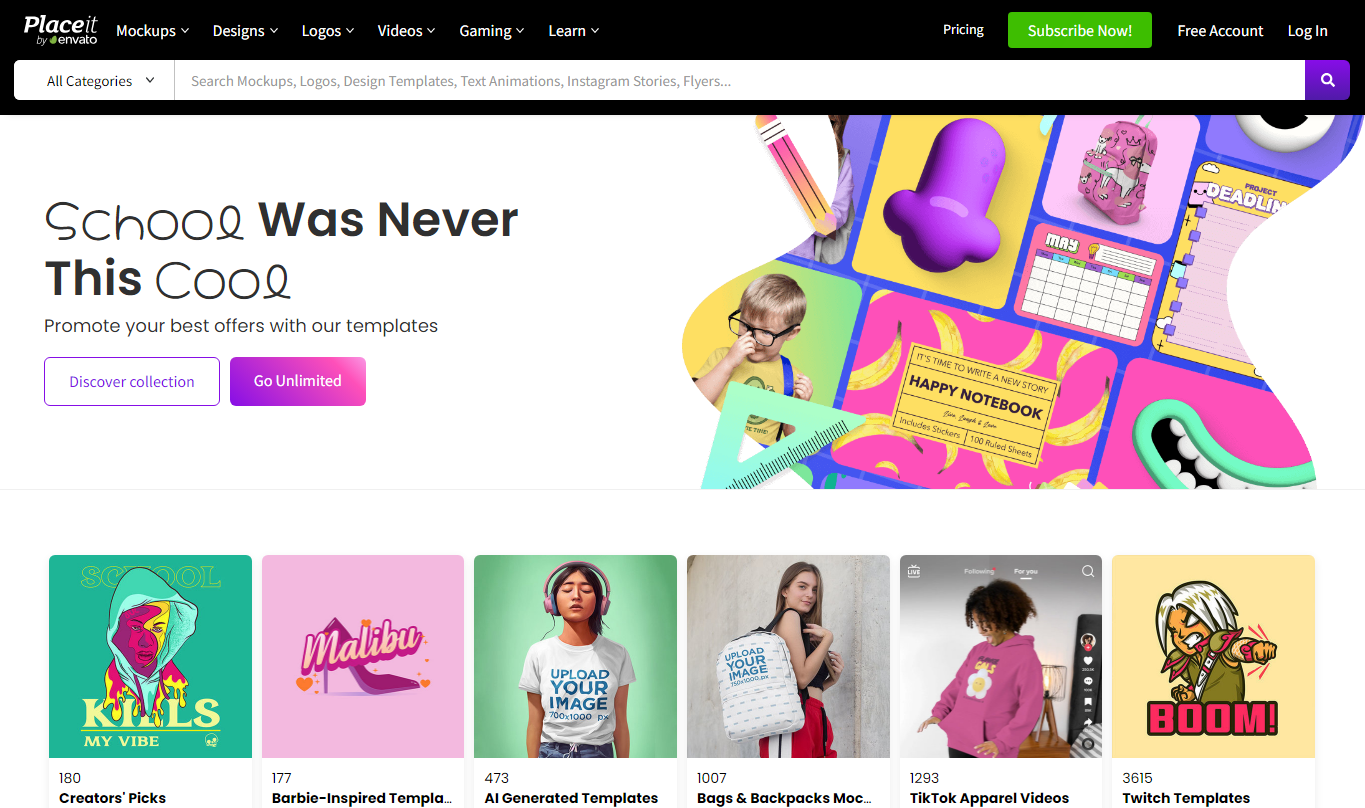 Placeit
by envato
Mockups
Designs
Logos
Videos
Gaming
Learn
Pricing
Subscribe Now!
Free Account
Log In
All Categories
Search Mockups, Logos, Design Templates, Text Animations, Instagram Stories, Flyers...
School Was Never
This Cool
Promote your best offers with our templates
Discover collection
Go Unlimited
PROJECT
DEADLIN
MAY
IT'S TIME TO WRITE A NEW STORY
HAPPY NOTEBOOK
Live, Laugh & Love
Includes Stickers
100 Ruled Sheets
SCHOOL
KILLS
MY VIBE
Malibu
UPLOAD
YOUR
IMAGE
700x1000 px
UPLOAD
YOUR
IMAGE
750x1000 px
LIVE
Following
For you
BOOM!
180
Creators' Picks
177
Barbie-Inspired Templa...
473
AI Generated Templates
1007
Bags & Backpacks Moc...
1293
TikTok Apparel Videos
3615
Twitch Templates